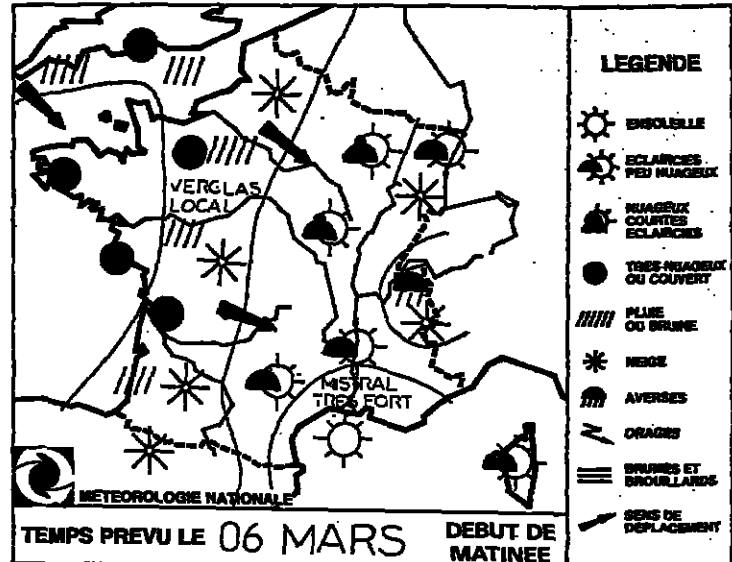 VERGLAS
LOCAL
MISTRAL
TRES FORT
METEOROLOGIE NATIONALE
TEMPS PREVU LE 06 MARS
DEBUT DE
MATINEE
LEGENDE
ENSOLEILLE
ECLAIRCIES
PEU NUAGEUX
NUAGEUX
COURTES
ECLAIRCIES
TRES NUAGEUX
OU COUVERT
PLUIE
OU BRUINE
NEIGE
AVERSES
ORAGES
BRUMES ET
BROUILLARDS
SENS DE
DEPLACEMENT